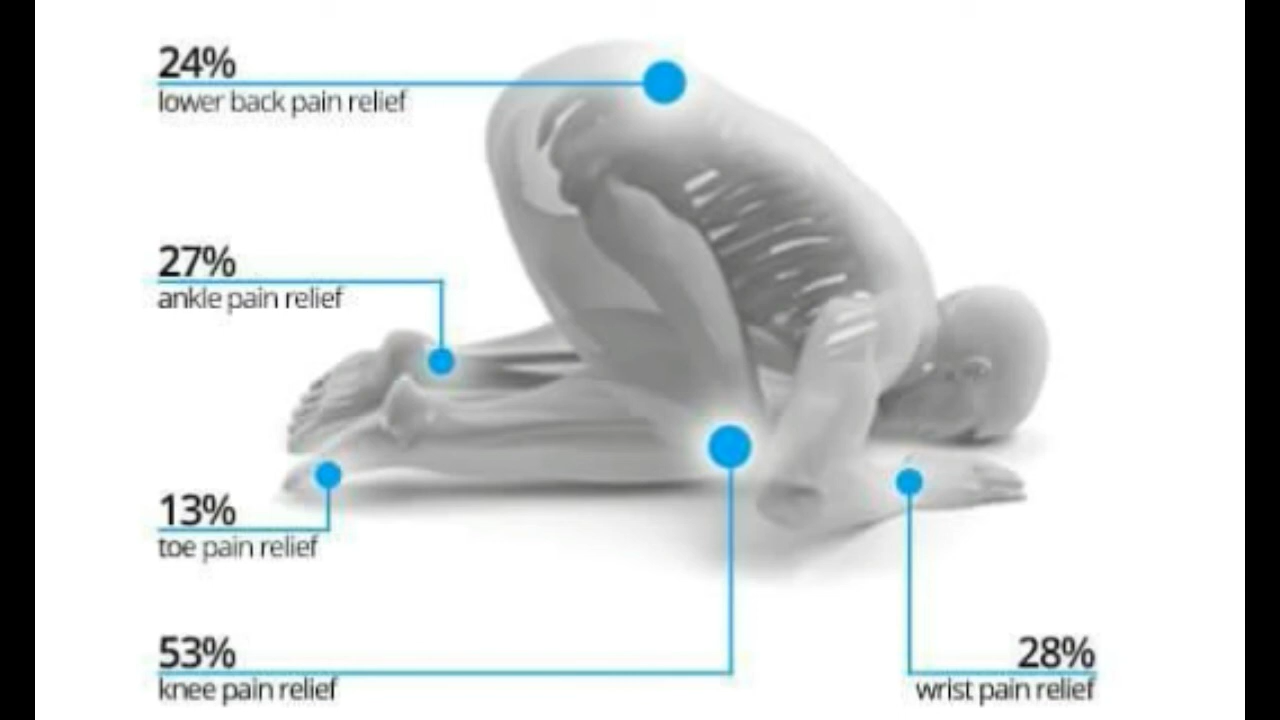 24%
lower back pain relief
27%
ankle pain relief
13%
toe pain relief
53%
knee pain relief
28%
wrist pain relief